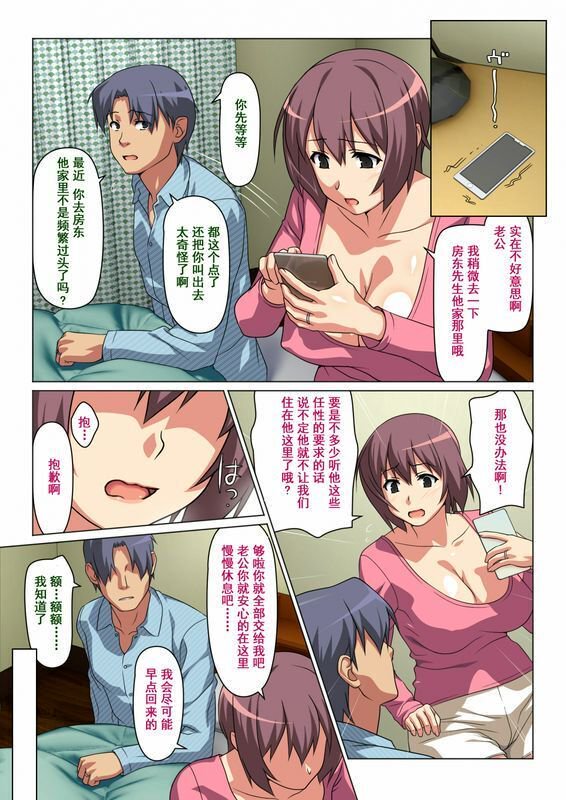 ヴー
实在不好意思啊
老公
我稍微去一下
房东先生他家那里哦
你先等等
都这个点了
还把你叫出去
太奇怪了啊
最近 你去房东
他家里不是频繁过头了吗？
那也没办法啊！
要是不多少听他这些
任性的要求的话
说不定他就不让我们
住在他这里了哦？
抱…
はっ
抱歉啊
够啦你就全部交给我吧
老公你就安心的在这里
慢慢休息吧……
我会尽可能
早点回来的
额…额额……
我知道了